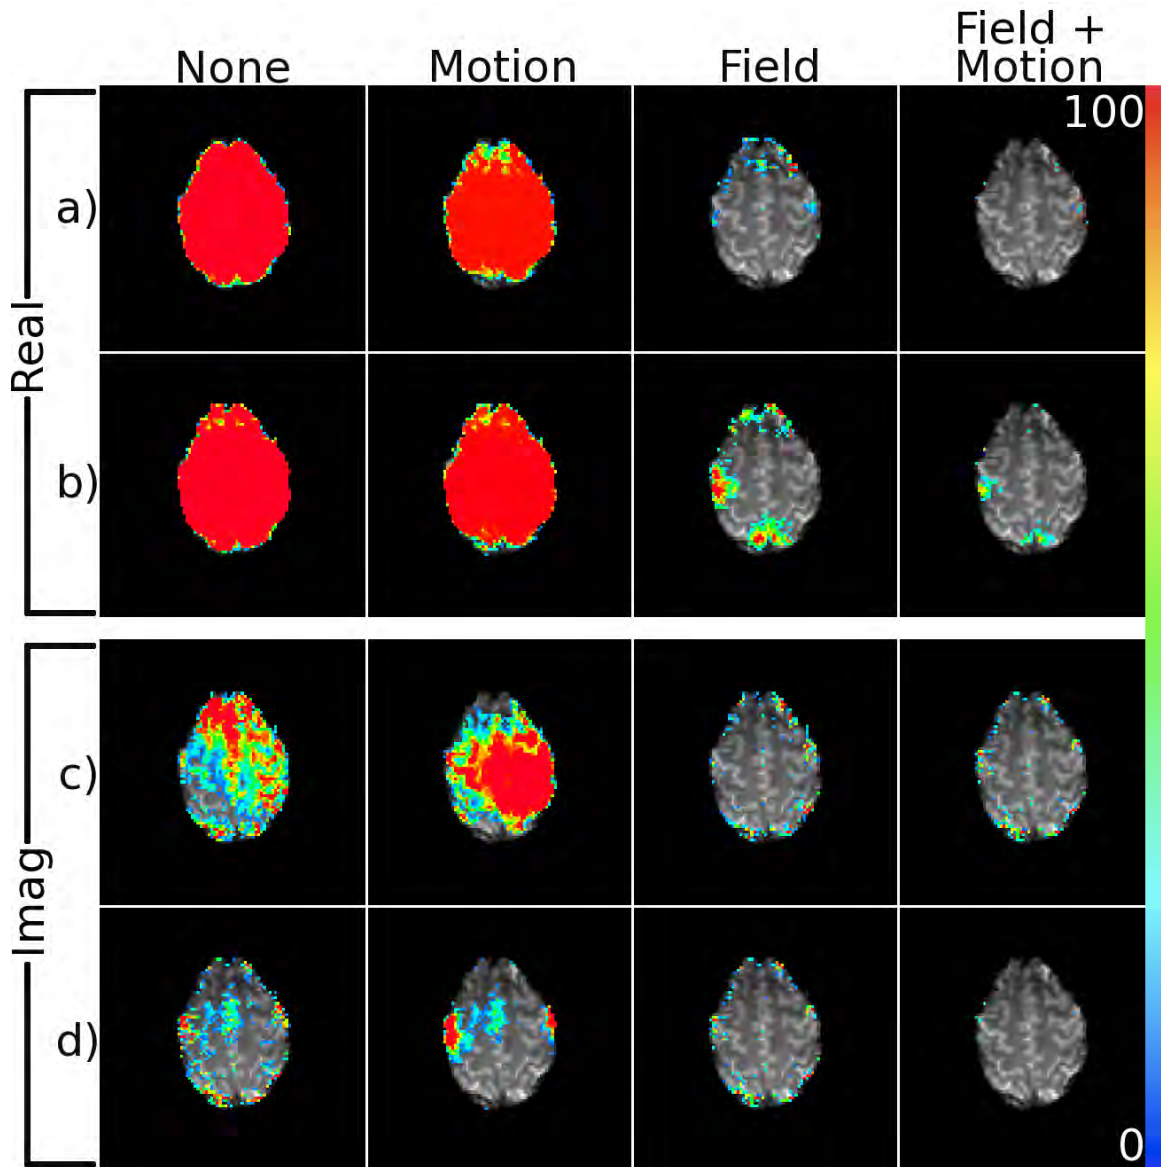 None
Motion
Field
Field +
Motion
100
Real
a)
b)
Imag
c)
d)
0